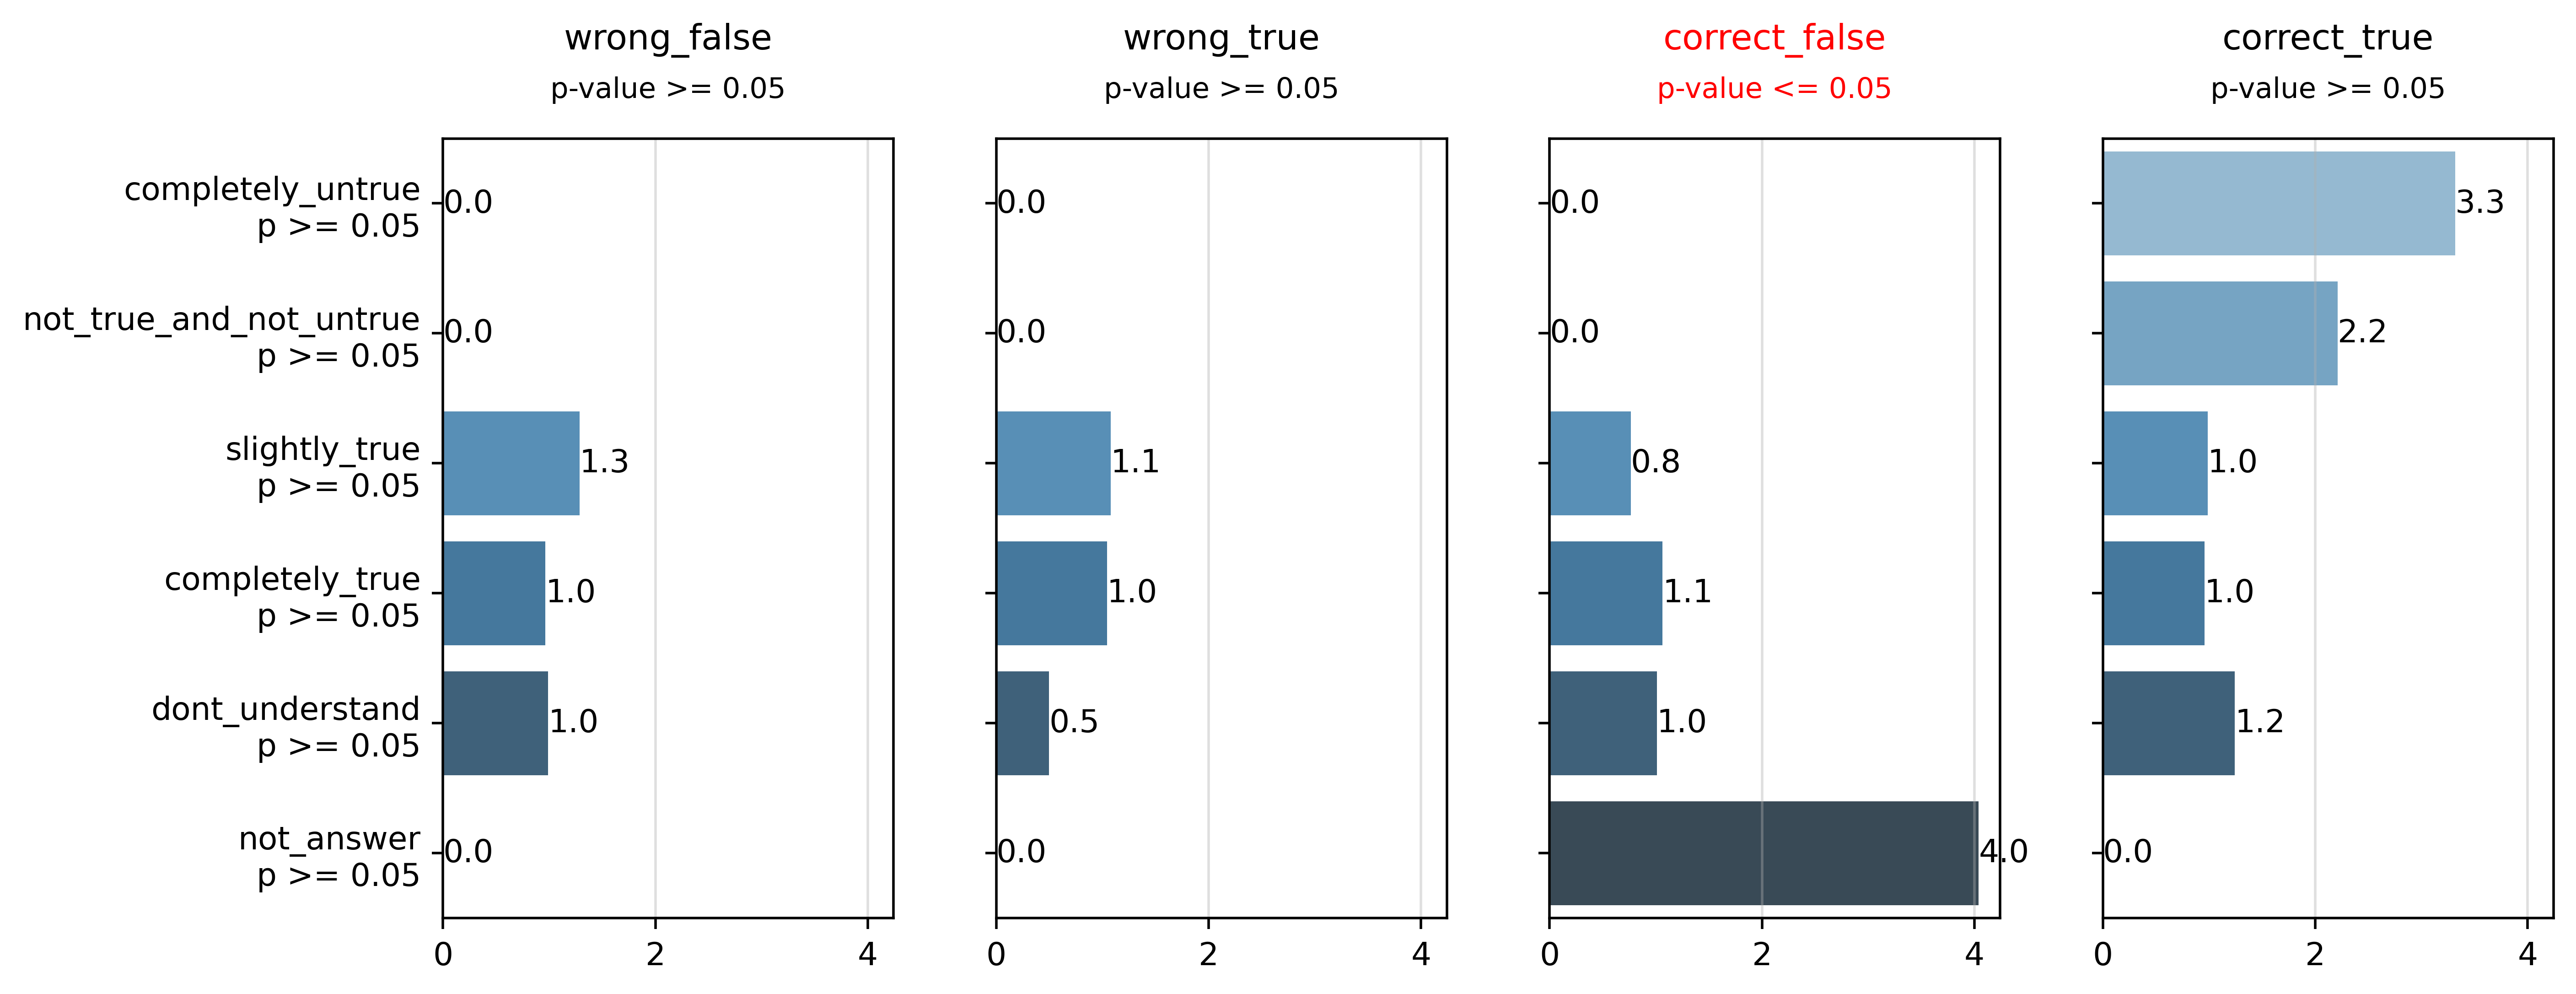 wrong_false
p-value >= 0.05
wrong_true
p-value >= 0.05
correct_false
p-value <= 0.05
correct_true
p-value >= 0.05
completely_untrue
p >= 0.05
0.0
0.0
0.0
3.3
not_true_and_not_untrue
p >= 0.05
0.0
0.0
0.0
2.2
slightly_true
p >= 0.05
1.3
1.1
0.8
1.0
completely_true
p >= 0.05
1.0
1.0
1.1
1.0
dont_understand
p >= 0.05
1.0
0.5
1.0
1.2
not_answer
p >= 0.05
0.0
0.0
4.0
0.0
0 2 4
0 2 4
0 2 4
0 2 4